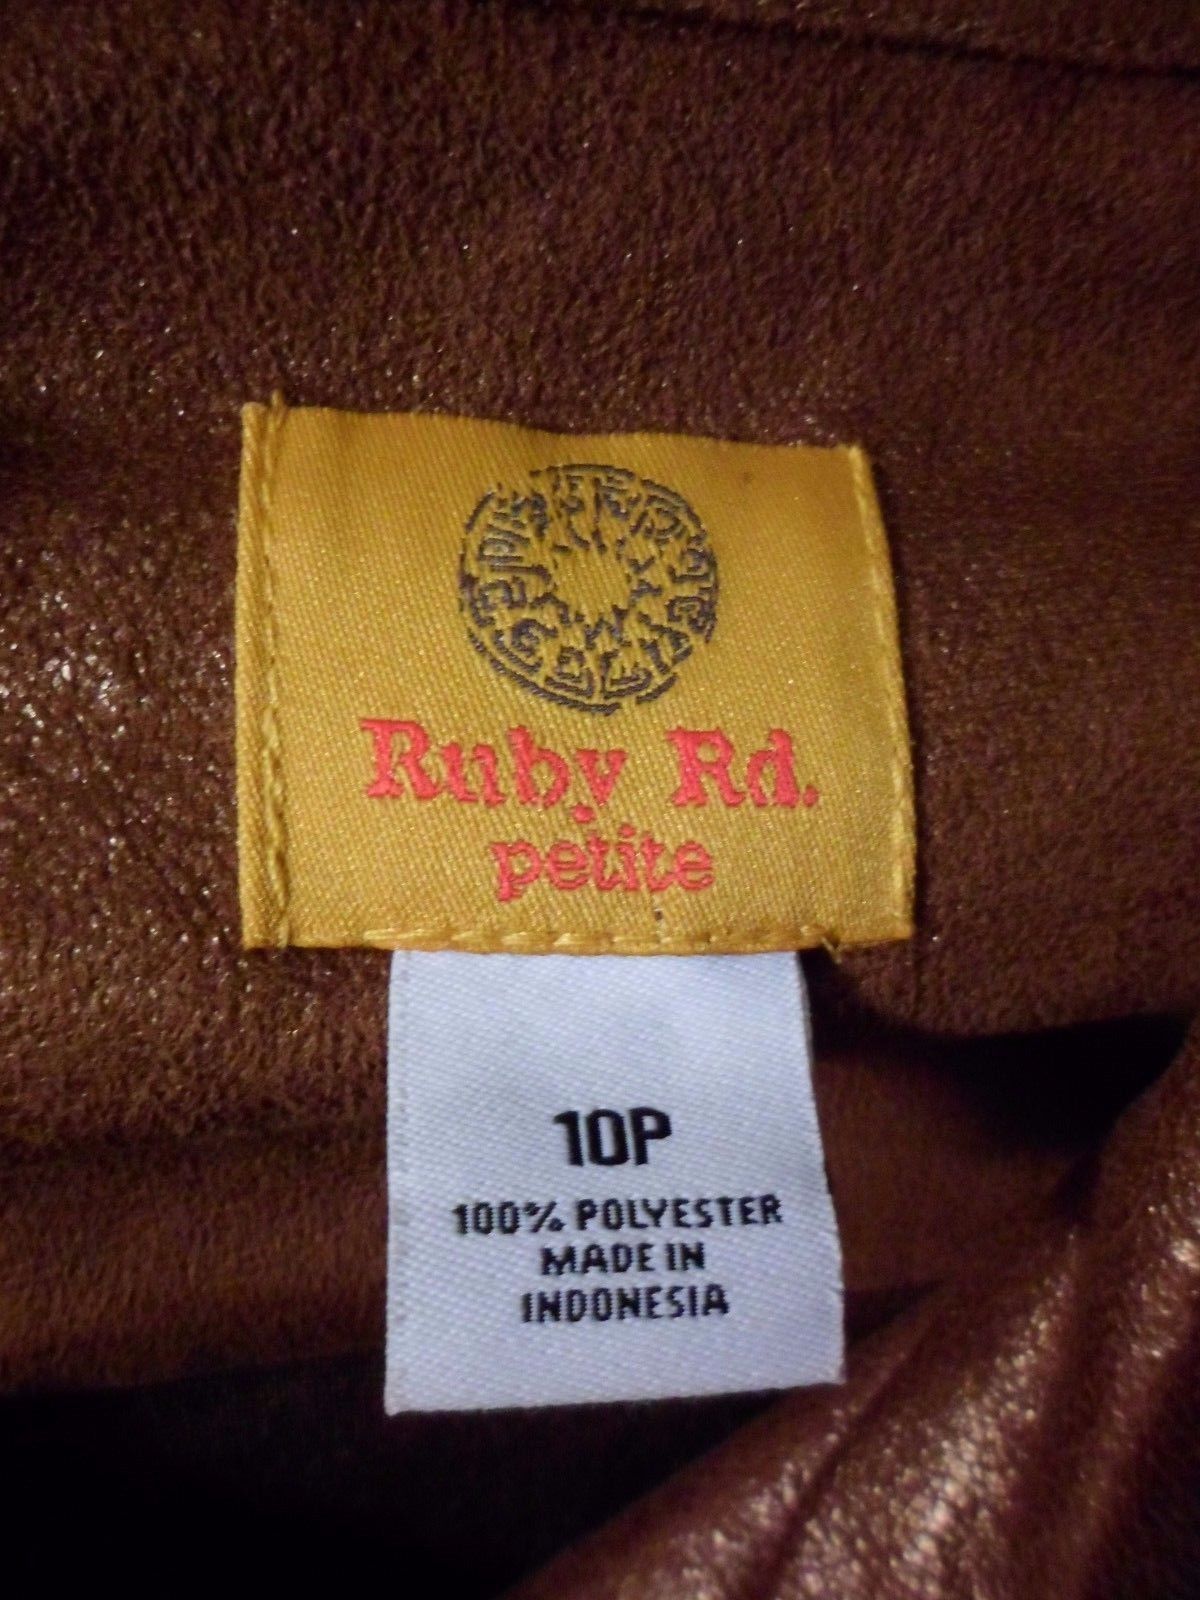 Ruby Rd.
petite
10P
100% POLYESTER
MADE IN
INDONESIA